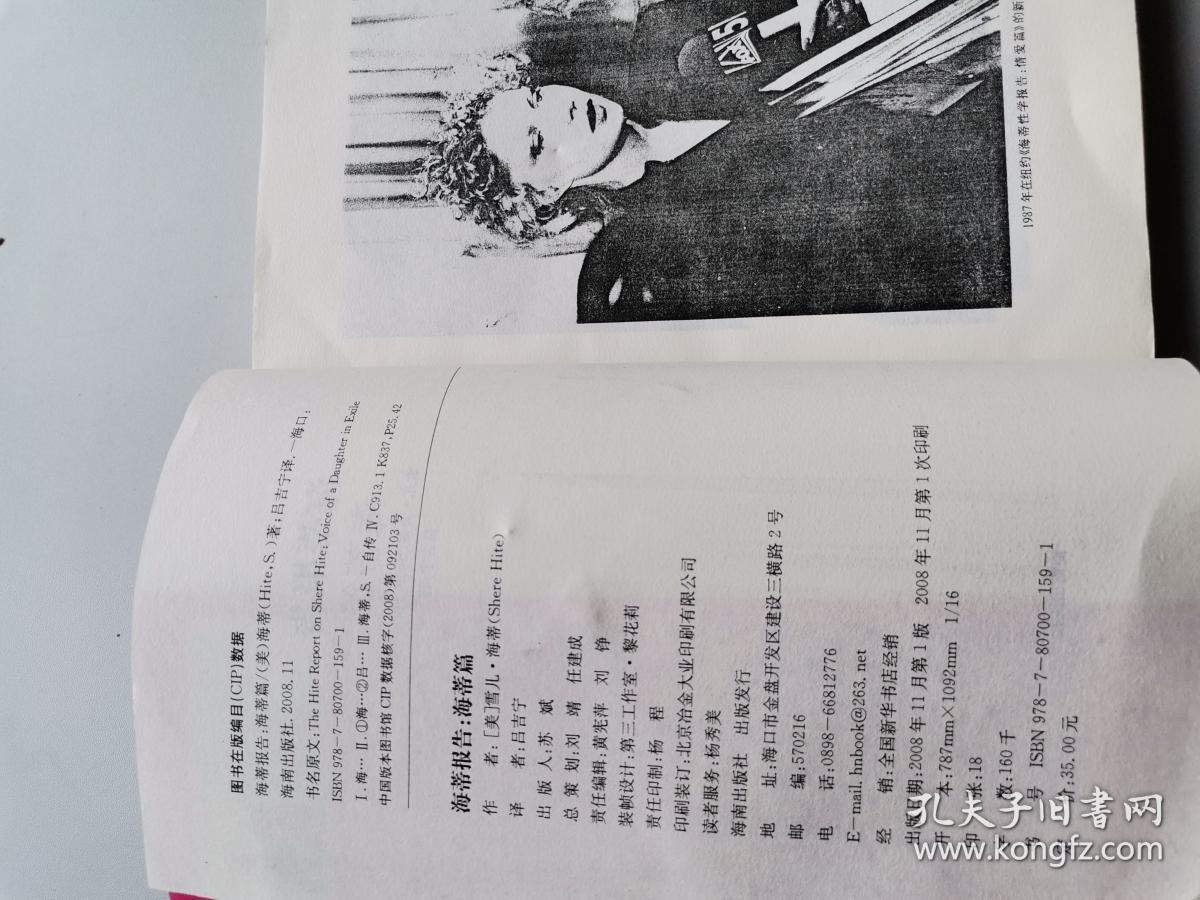 图书在版编目(CIP)数据
海蒂报告:海蒂篇/(美)海蒂(Hite,S.)著;吕吉宁译.—海口:
海南出版社.2008.11
书名原文:The Hite Report on Shere Hite:Voice of a Daughter in Exile
ISBN 978-7-80700-159-1
Ⅰ.海… Ⅱ.①海…②吕… Ⅲ.海蒂,S.—自传 Ⅳ.C913.1 K837,P25.42
中国版本图书馆CIP数据核字(2008)第092103号
海蒂报告:海蒂篇
作 者:[美]雪儿·海蒂(Shere Hite)
译 者:吕吉宁
出 版 人:苏 斌
总 策 划:刘 靖 任建成
责任编辑:黄宪萍 刘 铮
装帧设计:第三工作室·黎花莉
责任印制:杨 程
印刷装订:北京冶金大业印刷有限公司
读者服务:杨秀美
海南出版社 出版发行
地 址:海口市金盘开发区建设三横路2号
邮 编:570216
电 话:0898-66812776
E-mail.hnbook@263.net
经 销:全国新华书店经销
出版日期:2008年11月第1版 2008年11月第1次印刷
开 本:787mm×1092mm 1/16
印 张:18
字 数:160千
书 号 ISBN 978-7-80700-159-1
定 价:35.00元
1987年在纽约《海蒂性学报告:情爱篇》的新
5
FOX
孔夫子旧书网
www.kongfz.com